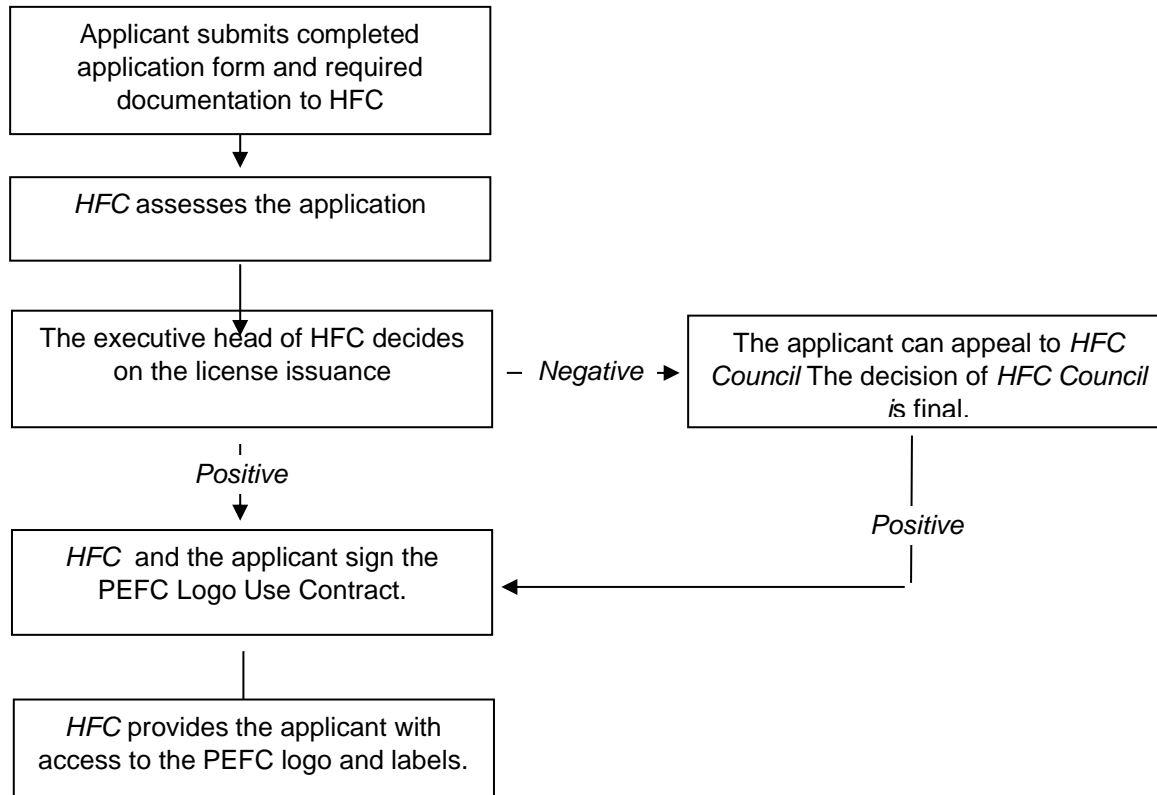 Applicant submits completed
application form and required
documentation to HFC
HFC assesses the application
The executive head of HFC decides
on the license issuance
Negative
The applicant can appeal to HFC
Council The decision of HFC Council
is final.
Positive
Positive
HFC and the applicant sign the
PEFC Logo Use Contract.
HFC provides the applicant with
access to the PEFC logo and labels.